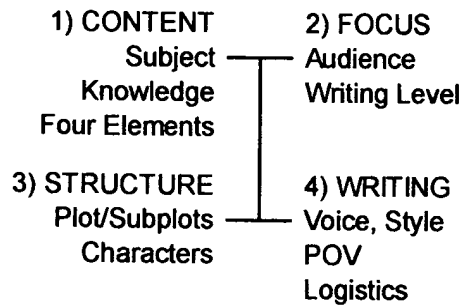 1) CONTENT
Subject
Knowledge
Four Elements
2) FOCUS
Audience
Writing Level
3) STRUCTURE
Plot/Subplots
Characters
4) WRITING
Voice, Style
POV
Logistics